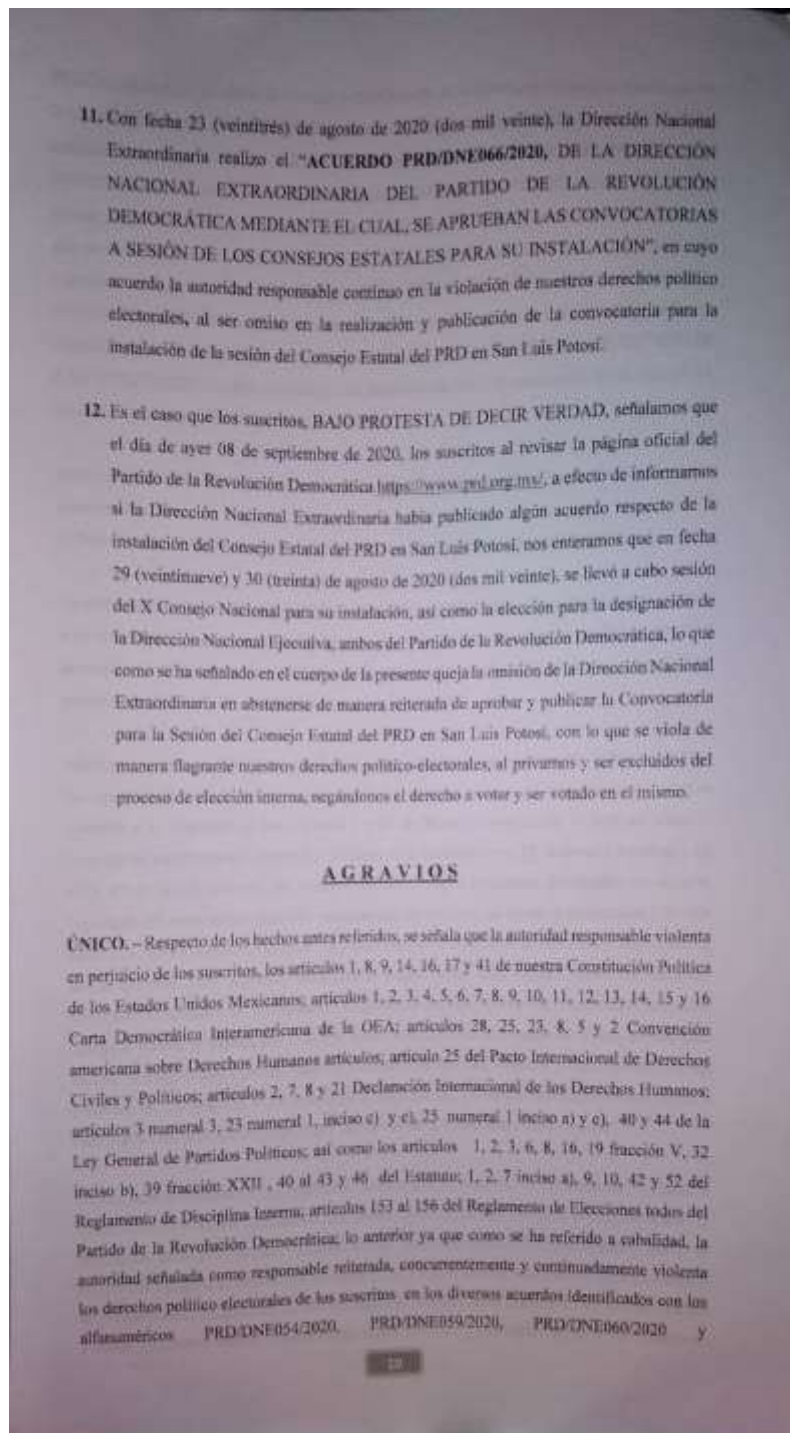 11. Con fecha 23 (veintitrés) de agosto de 2020 (dos mil veinte), la Dirección Nacional
Extraordinaria realizo el "ACUERDO PRD/DNE066/2020, DE LA DIRECCIÓN
NACIONAL EXTRAORDINARIA DEL PARTIDO DE LA REVOLUCIÓN
DEMOCRÁTICA MEDIANTE EL CUAL, SE APRUEBAN LAS CONVOCATORIAS
A SESIÓN DE LOS CONSEJOS ESTATALES PARA SU INSTALACIÓN", en cuyo
acuerdo la autoridad responsable continuo en la violación de nuestros derechos político
electorales, al ser omiso en la realización y publicación de la convocatoria para la
instalación de la sesión del Consejo Estatal del PRD en San Luis Potosí.
12. Es el caso que los suscritos, BAJO PROTESTA DE DECIR VERDAD, señalamos que
el día de ayer 08 de septiembre de 2020, los suscritos al revisar la página oficial del
Partido de la Revolución Democrática https://www.prd.org.mx/, a efecto de informarnos
si la Dirección Nacional Extraordinaria había publicado algún acuerdo respecto de la
instalación del Consejo Estatal del PRD en San Luis Potosí, nos enteramos que en fecha
29 (veintinueve) y 30 (treinta) de agosto de 2020 (dos mil veinte), se llevó a cabo sesión
del X Consejo Nacional para su instalación, así como la elección para la designación de
la Dirección Nacional Ejecutiva, ambos del Partido de la Revolución Democrática, lo que
como se ha señalado en el cuerpo de la presente queja la omisión de la Dirección Nacional
Extraordinaria en abstenerse de manera reiterada de aprobar y publicar la Convocatoria
para la Sesión del Consejo Estatal del PRD en San Luis Potosí, con lo que se viola de
manera flagrante nuestros derechos político-electorales, al privarnos y ser excluidos del
proceso de elección interna, negándonos el derecho a votar y ser votado en el mismo.
AGRAVIOS
ÚNICO. – Respecto de los hechos antes referidos, se señala que la autoridad responsable violenta
en perjuicio de los suscritos, los artículos 1, 8, 9, 14, 16, 17 y 41 de nuestra Constitución Política
de los Estados Unidos Mexicanos; artículos 1, 2, 3, 4, 5, 6, 7, 8, 9, 10, 11, 12, 13, 14, 15 y 16
Carta Democrática Interamericana de la OEA; artículos 28, 25, 23, 8, 5 y 2 Convención
americana sobre Derechos Humanos artículos; artículo 25 del Pacto Internacional de Derechos
Civiles y Políticos; artículos 2, 7, 8 y 21 Declaración Internacional de los Derechos Humanos;
artículos 3 numeral 3, 23 numeral 1, inciso c) y e), 25 numeral 1 inciso a) y e), 40 y 44 de la
Ley General de Partidos Políticos; así como los artículos 1, 2, 3, 6, 8, 16, 19 fracción V, 32
inciso b), 39 fracción XXII , 40 al 43 y 46 del Estatuto; 1, 2, 7 inciso a), 9, 10, 42 y 52 del
Reglamento de Disciplina Interna, artículos 153 al 156 del Reglamento de Elecciones todos del
Partido de la Revolución Democrática; lo anterior ya que como se ha referido a cabalidad, la
autoridad señalada como responsable reiterada, concurrentemente y continuadamente violenta
los derechos político electorales de los suscritos en los diversos acuerdos identificados con los
alfanuméricos PRD/DNE054/2020, PRD/DNE059/2020, PRD/DNE060/2020 y